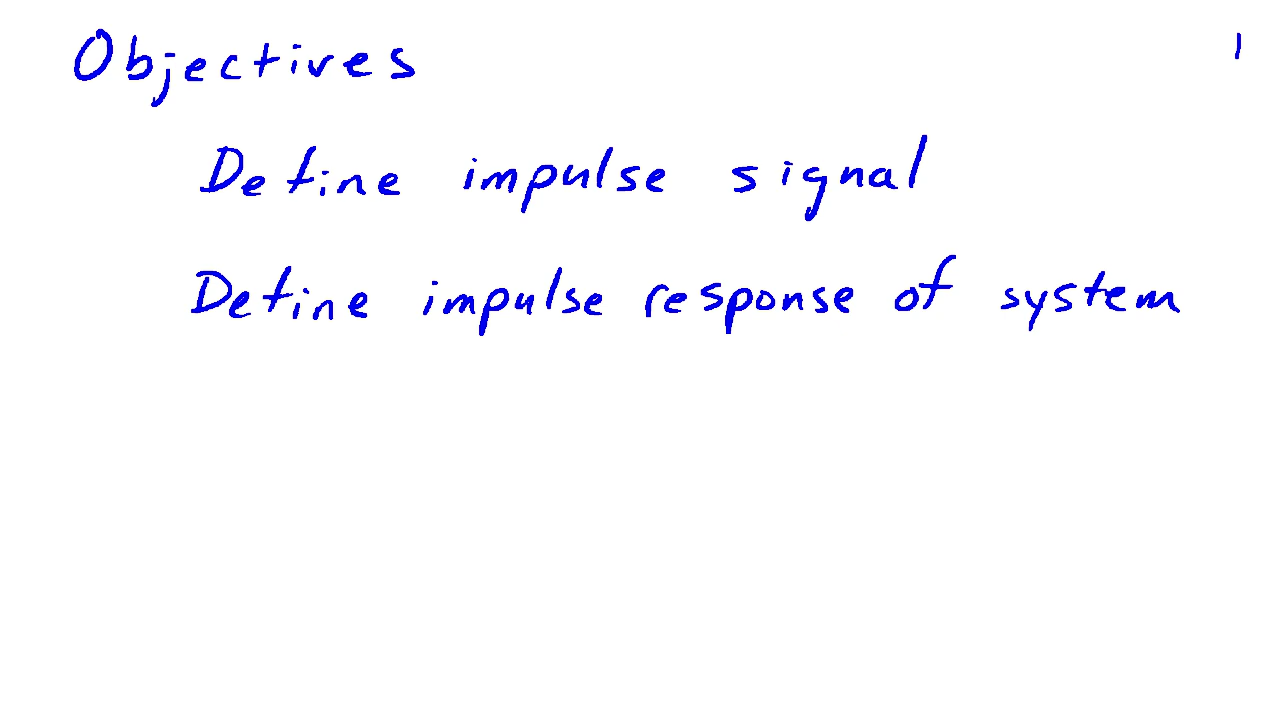 Objectives
1
Define impulse signal
Define impulse response of system